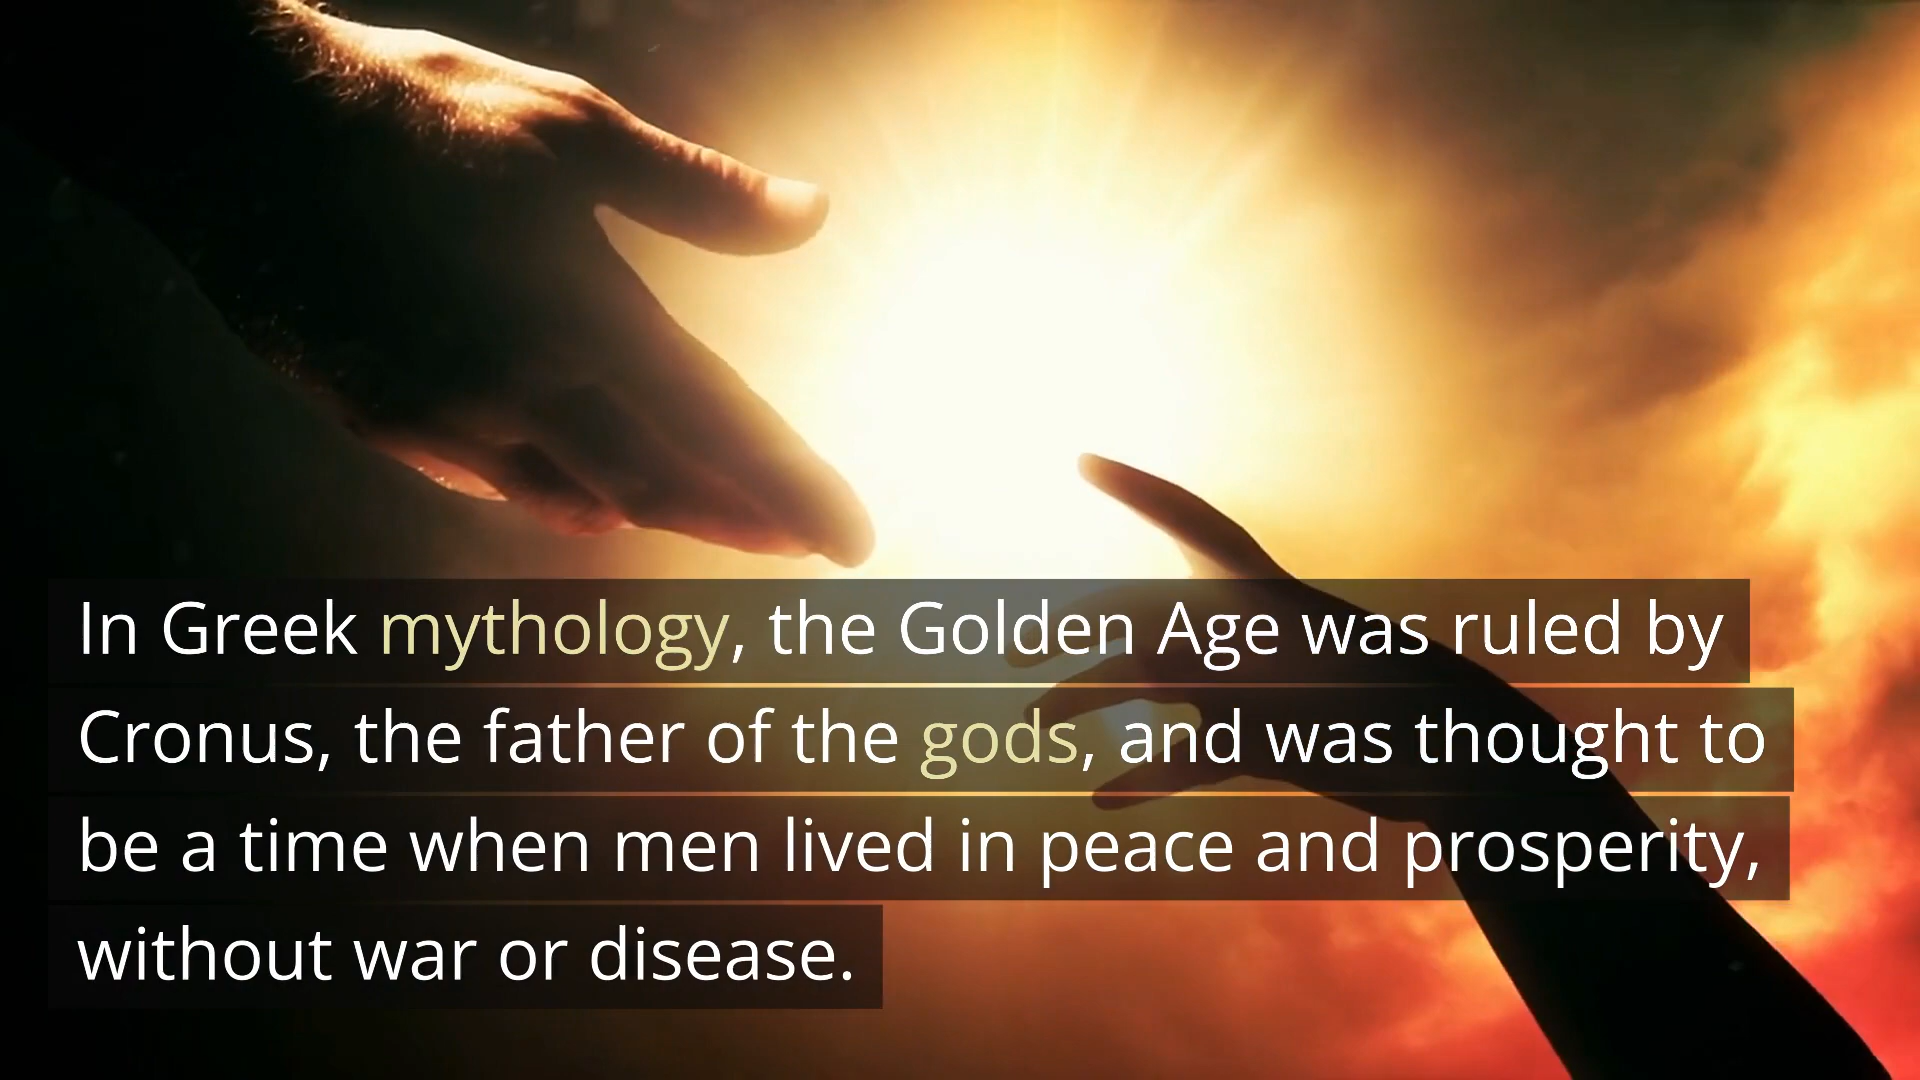 In Greek mythology, the Golden Age was ruled by
Cronus, the father of the gods, and was thought to
be a time when men lived in peace and prosperity,
without war or disease.